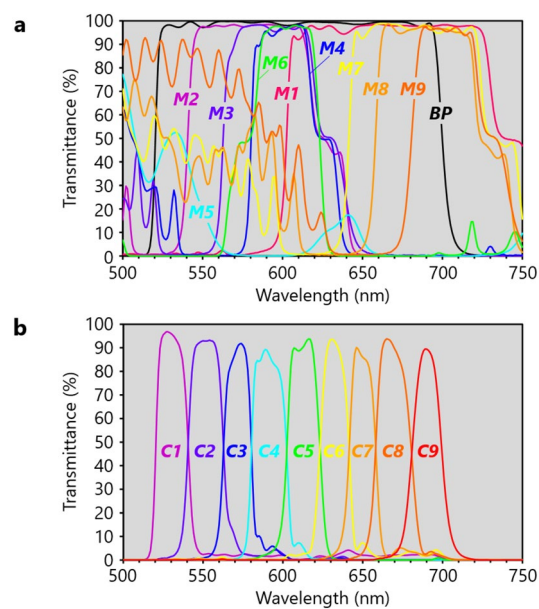 a
Transmittance (%)
100
90
80
70
60
50
40
30
20
10
0
M2
M3
M6
M1
M4
M7
M8
M9
BP
M5
500
550
600
650
700
750
Wavelength (nm)
b
Transmittance (%)
100
90
80
70
60
50
40
30
20
10
0
C1
C2
C3
C4
C5
C6
C7
C8
C9
500
550
600
650
700
750
Wavelength (nm)